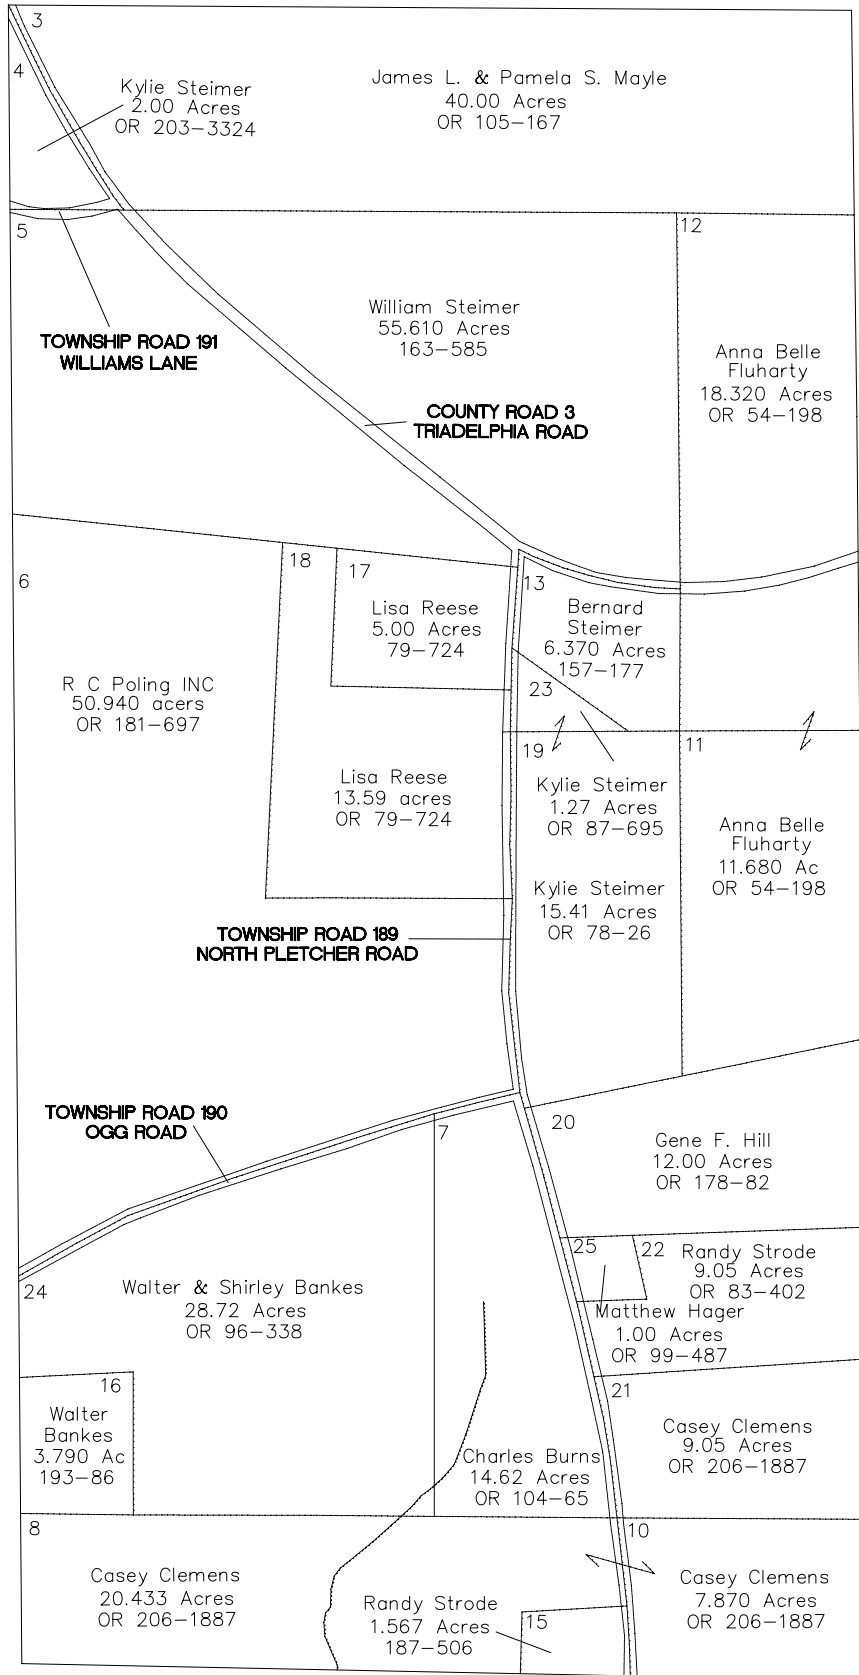 3
4
Kylie Steimer
2.00 Acres
OR 203-3324
James L. & Pamela S. Mayle
40.00 Acres
OR 105-167
5
12
TOWNSHIP ROAD 191
WILLIAMS LANE
William Steimer
55.610 Acres
163-585
Anna Belle
Fluharty
18.320 Acres
OR 54-198
COUNTY ROAD 3
TRIADELPHIA ROAD
6
18
17
13
Lisa Reese
5.00 Acres
79-724
Bernard
Steimer
6.370 Acres
157-177
23
R C Poling INC
50.940 acers
OR 181-697
19
11
Lisa Reese
13.59 acres
OR 79-724
Kylie Steimer
1.27 Acres
OR 87-695
Anna Belle
Fluharty
11.680 Ac
OR 54-198
Kylie Steimer
15.41 Acres
OR 78-26
TOWNSHIP ROAD 189
NORTH PLETCHER ROAD
TOWNSHIP ROAD 190
OGG ROAD
7
20
Gene F. Hill
12.00 Acres
OR 178-82
25
22
Randy Strode
9.05 Acres
OR 83-402
24
Walter & Shirley Bankes
28.72 Acres
OR 96-338
Matthew Hager
1.00 Acres
OR 99-487
16
21
Walter
Bankes
3.790 Ac
193-86
Casey Clemens
9.05 Acres
OR 206-1887
Charles Burns
14.62 Acres
OR 104-65
8
10
Casey Clemens
20.433 Acres
OR 206-1887
Randy Strode
1.567 Acres
187-506
15
Casey Clemens
7.870 Acres
OR 206-1887